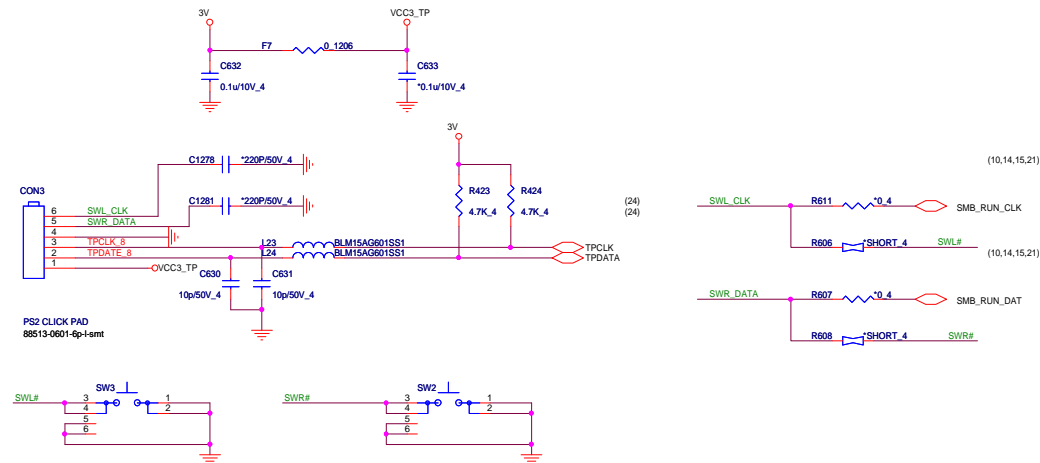 3V
VCC3_TP
F7
0_1206
C632
0.1u/10V_4
C633
*0.1u/10V_4
3V
C1278
*220P/50V_4
(10,14,15,21)
CON3
R423
4.7K_4
R424
4.7K_4
(24)
(24)
C1281
*220P/50V_4
SWL_CLK
R611
*0_4
SMB_RUN_CLK
6
SWL_CLK
5
SWR_DATA
4
3
TPCLK_8
L23
BLM15AG601SS1
TPCLK
R606
*SHORT_4
SWL#
2
TPDATE_8
L24
BLM15AG601SS1
TPDATA
(10,14,15,21)
1
VCC3_TP
C630
10p/50V_4
C631
10p/50V_4
SWR_DATA
R607
*0_4
SMB_RUN_DAT
PS2 CLICK PAD
88513-0601-6p-l-smt
R608
*SHORT_4
SWR#
SWL#
SW3
3
4
5
6
1
2
SWR#
SW2
3
4
5
6
1
2